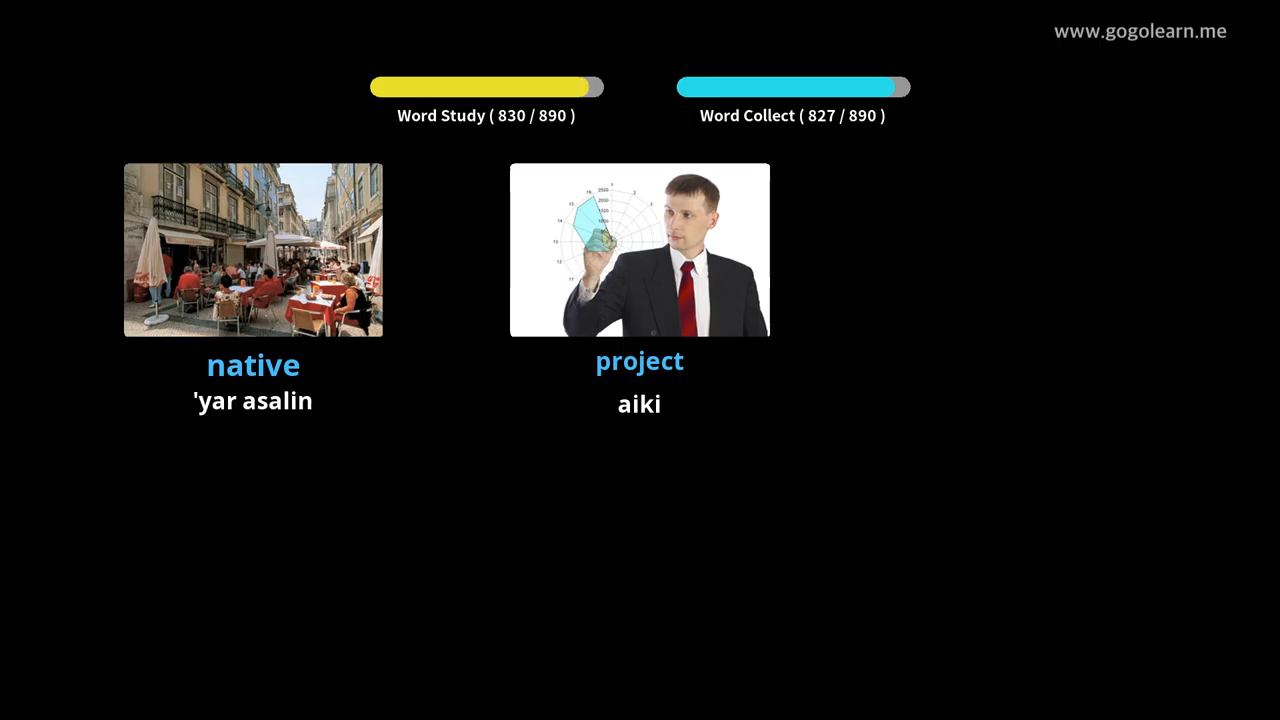 www.gogolearn.me
Word Study ( 830 / 890 )
Word Collect ( 827 / 890 )
native
'yar asalin
project
aiki